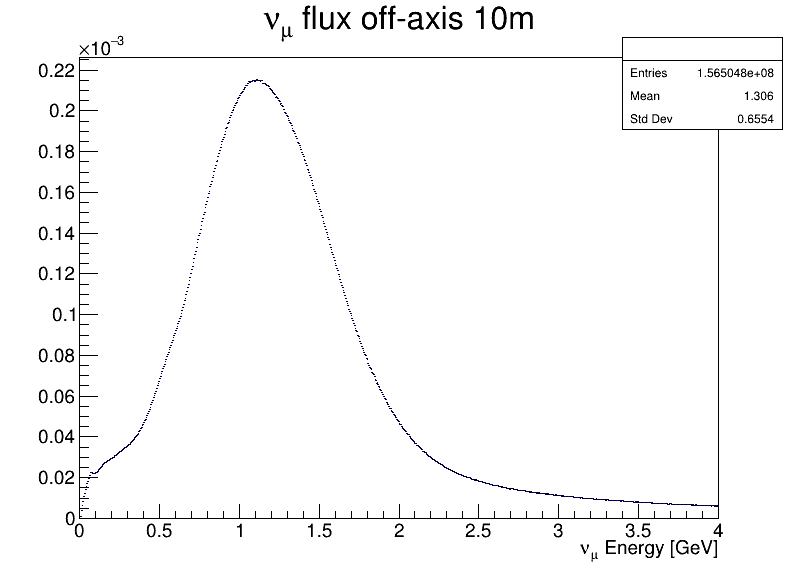 ν_μ flux off-axis 10m
×10⁻³
Entries 1.565048e+08
Mean 1.306
Std Dev 0.6554
0.22
0.2
0.18
0.16
0.14
0.12
0.1
0.08
0.06
0.04
0.02
0
0 0.5 1 1.5 2 2.5 3 3.5 4
ν_μ Energy [GeV]